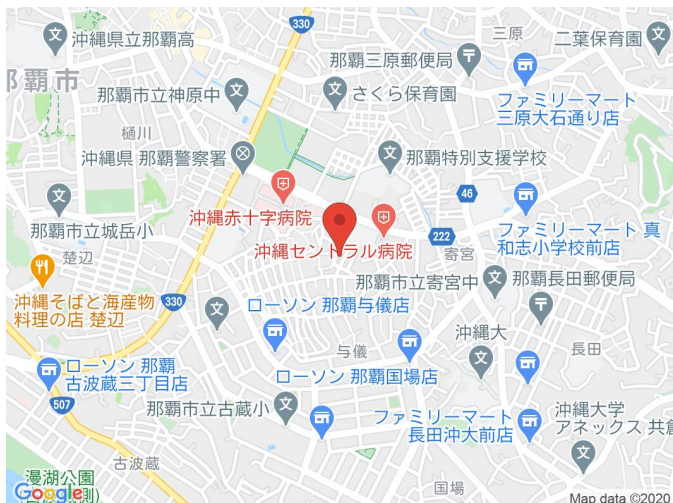 沖縄県立那覇高
330
三原
二葉保育園
那覇三原郵便局
那覇市
那覇市立神原中
さくら保育園
ファミリーマート
三原大石通り店
樋川
沖縄県 那覇警察署
那覇特別支援学校
46
沖縄赤十字病院
那覇市立城岳小
沖縄セントラル病院
222
寄宮
ファミリーマート 真
和志小学校前店
楚辺
沖縄そばと海産物
料理の店 楚辺
330
那覇市立寄宮中
那覇長田郵便局
ローソン 那覇与儀店
沖縄大
与儀
長田
ローソン 那覇
古波蔵三丁目店
ローソン 那覇国場店
507
那覇市立古蔵小
ファミリーマート
長田沖大前店
沖縄大学
アネックス 共創
古波蔵
漫湖公園
国場
Google
Map data ©2020